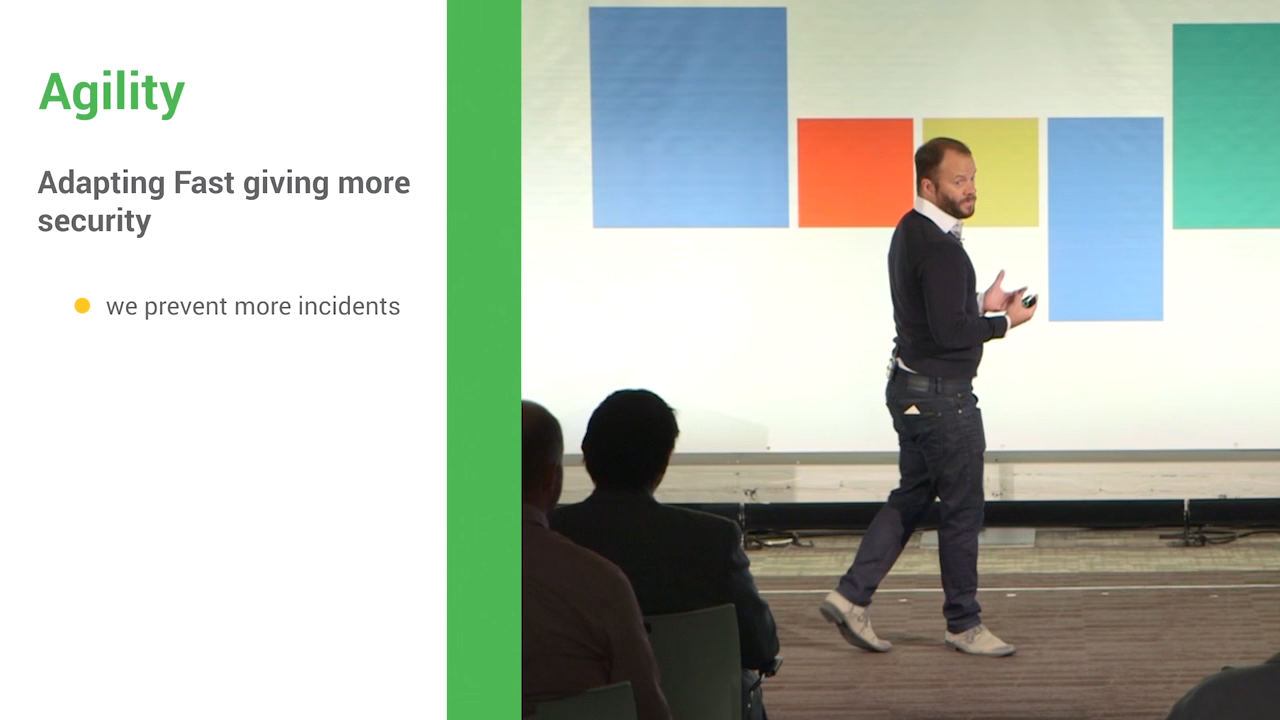 Agility
Adapting Fast giving more
security
we prevent more incidents